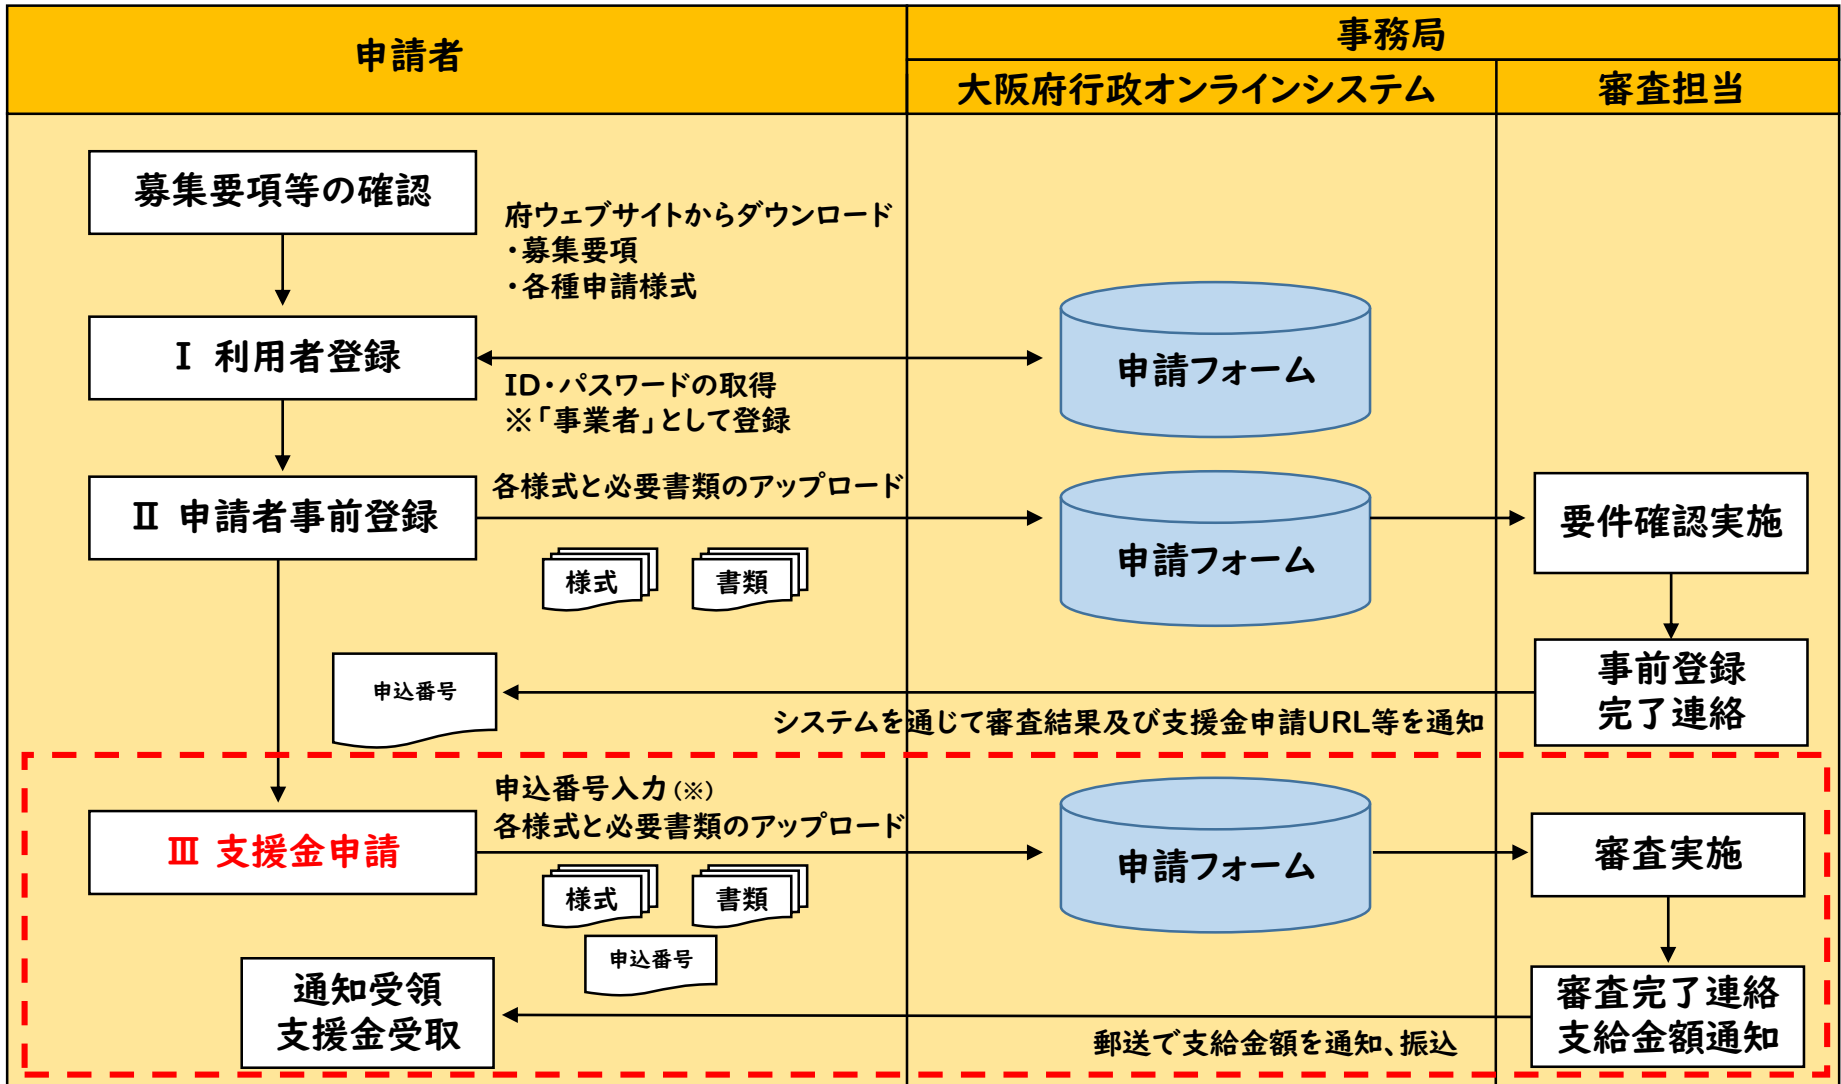 申請者
事務局
大阪府行政オンラインシステム
審査担当
募集要項等の確認
府ウェブサイトからダウンロード
・募集要項
・各種申請様式
Ⅰ 利用者登録
申請フォーム
ID・パスワードの取得
※「事業者」として登録
各様式と必要書類のアップロード
Ⅱ 申請者事前登録
申請フォーム
要件確認実施
様式
書類
事前登録
完了連絡
申込番号
システムを通じて審査結果及び支援金申請URL等を通知
申込番号入力(※)
各様式と必要書類のアップロード
Ⅲ 支援金申請
申請フォーム
審査実施
様式
書類
申込番号
通知受領
支援金受取
審査完了連絡
支給金額通知
郵送で支給金額を通知、振込